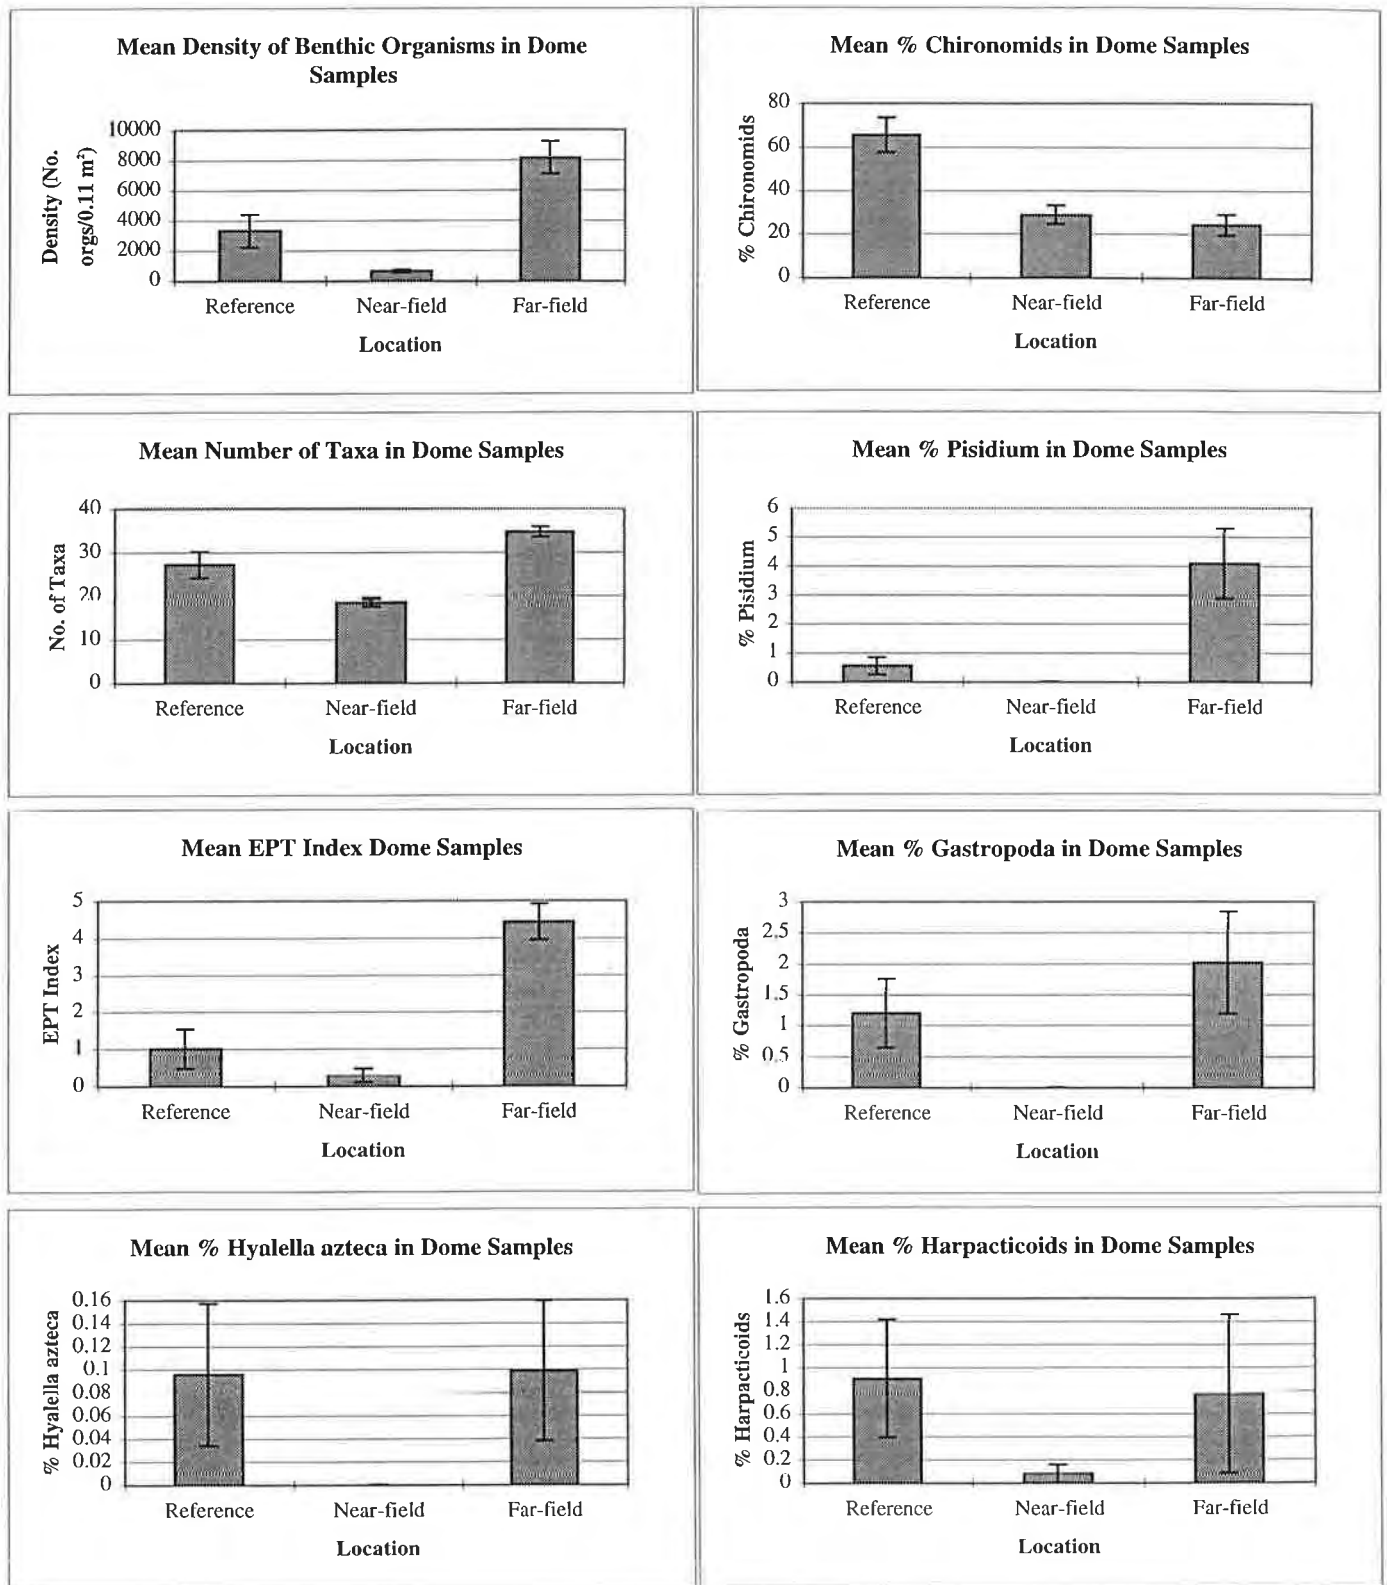 Mean Density of Benthic Organisms in Dome
Samples
Density (No.
orgs/0.11 m²)
10000
8000
6000
4000
2000
0
Reference Near-field Far-field
Location
Mean % Chironomids in Dome Samples
% Chironomids
80
60
40
20
0
Reference Near-field Far-field
Location
Mean Number of Taxa in Dome Samples
No. of Taxa
40
30
20
10
0
Reference Near-field Far-field
Location
Mean % Pisidium in Dome Samples
% Pisidium
6
5
4
3
2
1
0
Reference Near-field Far-field
Location
Mean EPT Index Dome Samples
EPT Index
5
4
3
2
1
0
Reference Near-field Far-field
Location
Mean % Gastropoda in Dome Samples
% Gastropoda
3
2.5
2
1.5
1
0.5
0
Reference Near-field Far-field
Location
Mean % Hyalella azteca in Dome Samples
% Hyalella azteca
0.16
0.14
0.12
0.1
0.08
0.06
0.04
0.02
0
Reference Near-field Far-field
Location
Mean % Harpacticoids in Dome Samples
% Harpacticoids
1.6
1.4
1.2
1
0.8
0.6
0.4
0.2
0
Reference Near-field Far-field
Location